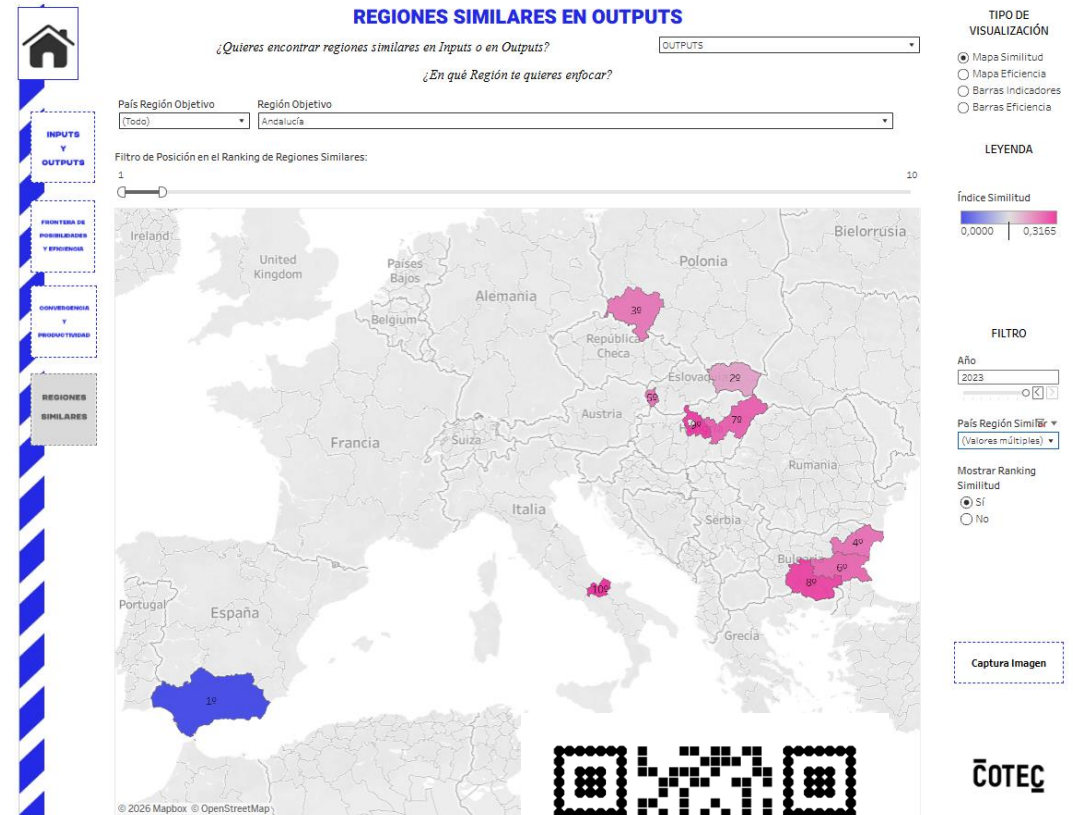 REGIONES SIMILARES EN OUTPUTS
¿Quieres encontrar regiones similares en Inputs o en Outputs?
OUTPUTS
¿En qué Región te quieres enfocar?
País Región Objetivo
Región Objetivo
(Todo)
Andalucía
Filtro de Posición en el Ranking de Regiones Similares:
1
10
INPUTS
Y
OUTPUTS
FRONTERA DE
POSIBILIDADES
Y EFICIENCIA
CONVERGENCIA
Y
PRODUCTIVIDAD
REGIONES
SIMILARES
Ireland
United
Kingdom
Países
Bajos
Belgium
Alemania
Polonia
Bielorrusia
3º
República
Checa
2º
5º
Austria
7º
9º
Francia
Suiza
Rumania
Italia
Serbia
4º
6º
8º
10º
Portugal
España
Grecia
1º
© 2026 Mapbox © OpenStreetMap
TIPO DE
VISUALIZACIÓN
Mapa Similitud
Mapa Eficiencia
Barras Indicadores
Barras Eficiencia
LEYENDA
Índice Similitud
0,0000
0,3165
FILTRO
Año
2023
País Región Similar
(Valores múltiples)
Mostrar Ranking
Similitud
Sí
No
Captura Imagen
COTEC